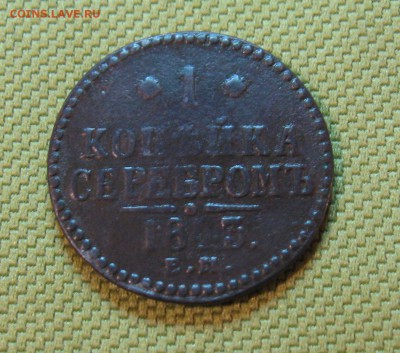 COINS.LAVE.RU
1
КОПѢЙКА
СЕРЕБРОМЪ
1843.
Е.М.